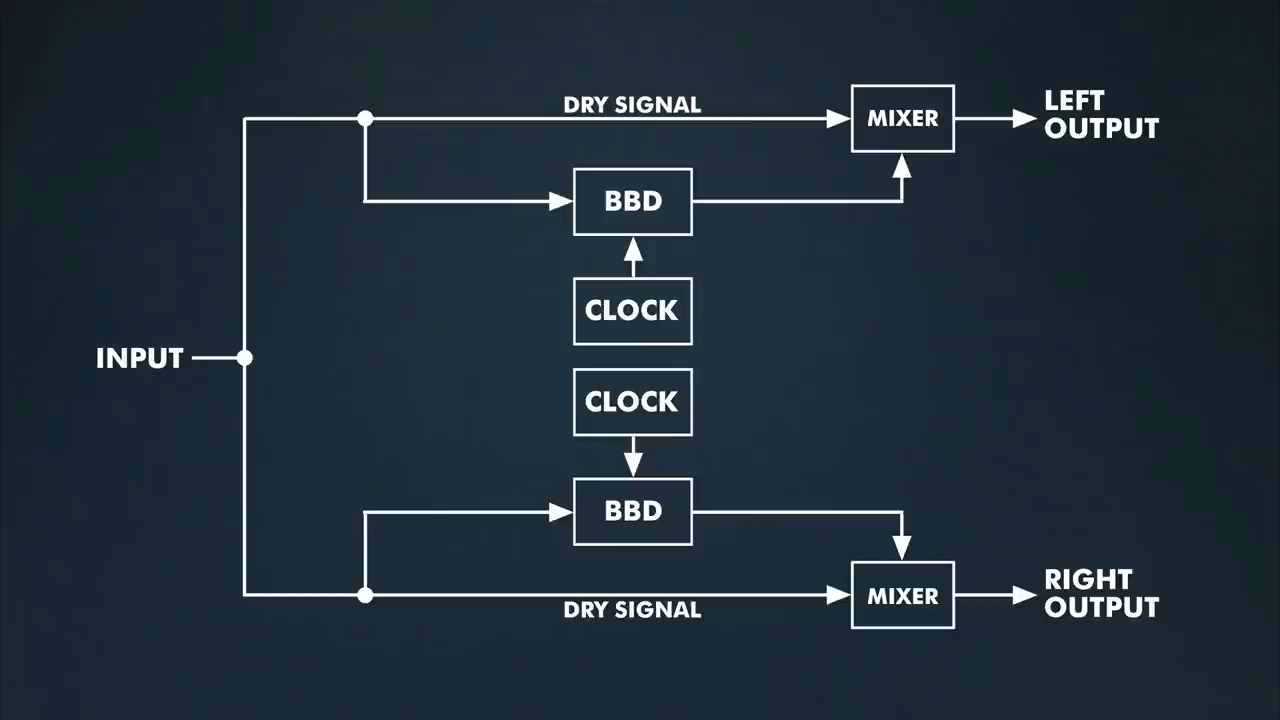 DRY SIGNAL
MIXER
LEFT
OUTPUT
BBD
CLOCK
INPUT
CLOCK
BBD
DRY SIGNAL
MIXER
RIGHT
OUTPUT